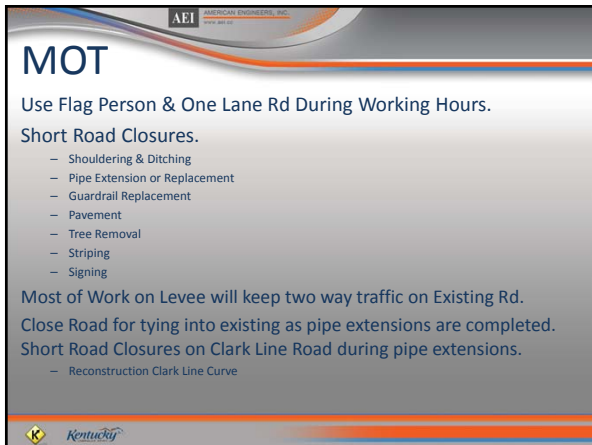 AEI AMERICAN ENGINEERS, INC.
www.aei.cc
MOT
Use Flag Person & One Lane Rd During Working Hours.
Short Road Closures.
– Shouldering & Ditching
– Pipe Extension or Replacement
– Guardrail Replacement
– Pavement
– Tree Removal
– Striping
– Signing
Most of Work on Levee will keep two way traffic on Existing Rd.
Close Road for tying into existing as pipe extensions are completed.
Short Road Closures on Clark Line Road during pipe extensions.
– Reconstruction Clark Line Curve
K Kentucky